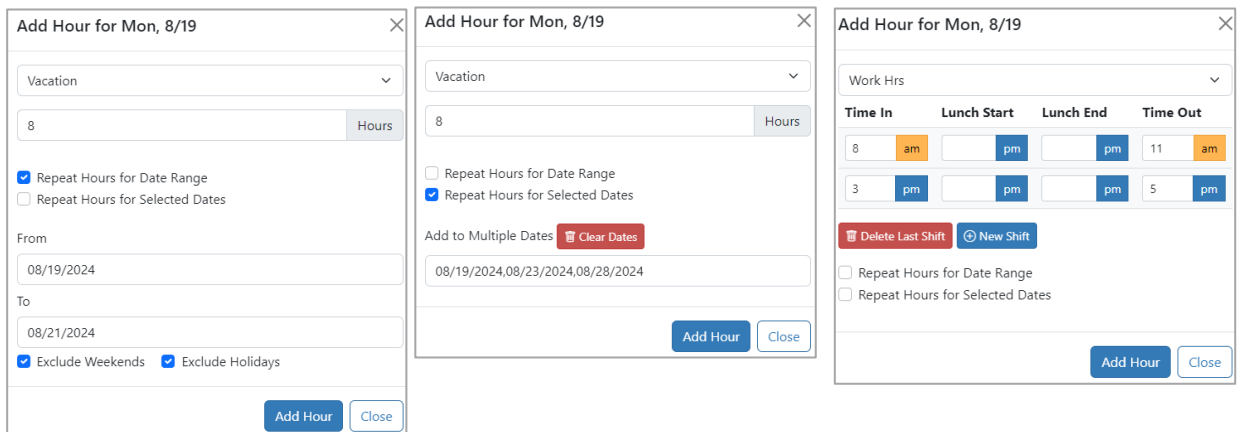 Add Hour for Mon, 8/19
Vacation
8 Hours
Repeat Hours for Date Range
Repeat Hours for Selected Dates
From
08/19/2024
To
08/21/2024
Exclude Weekends Exclude Holidays
Add Hour Close
Add Hour for Mon, 8/19
Vacation
8 Hours
Repeat Hours for Date Range
Repeat Hours for Selected Dates
Add to Multiple Dates Clear Dates
08/19/2024,08/23/2024,08/28/2024
Add Hour Close
Add Hour for Mon, 8/19
Work Hrs
Time In Lunch Start Lunch End Time Out
8 am pm pm 11 am
3 pm pm pm 5 pm
Delete Last Shift New Shift
Repeat Hours for Date Range
Repeat Hours for Selected Dates
Add Hour Close